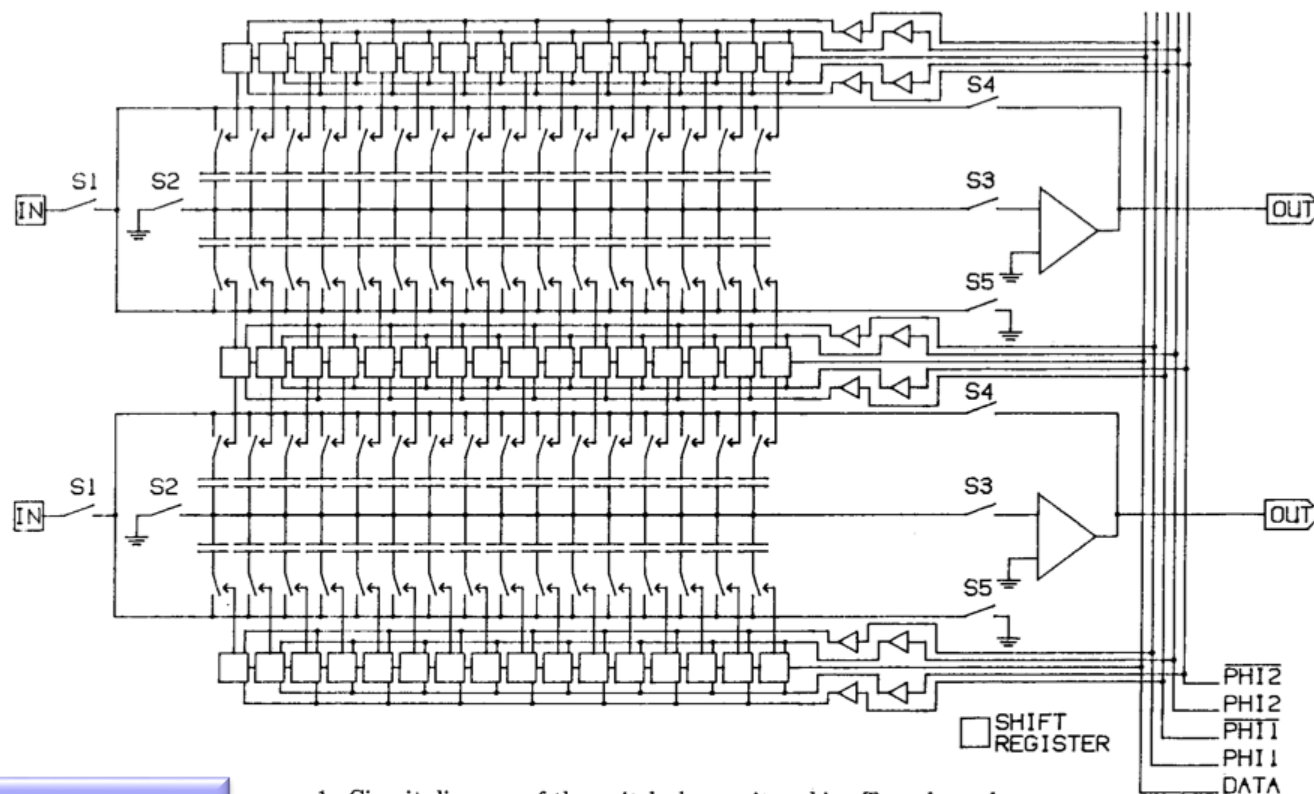 S4
S1
S2
S3
IN
OUT
S5
S4
S1
S2
S3
IN
OUT
S5
PHI2
PHI2
SHIFT
REGISTER
PHI1
PHI1
DATA